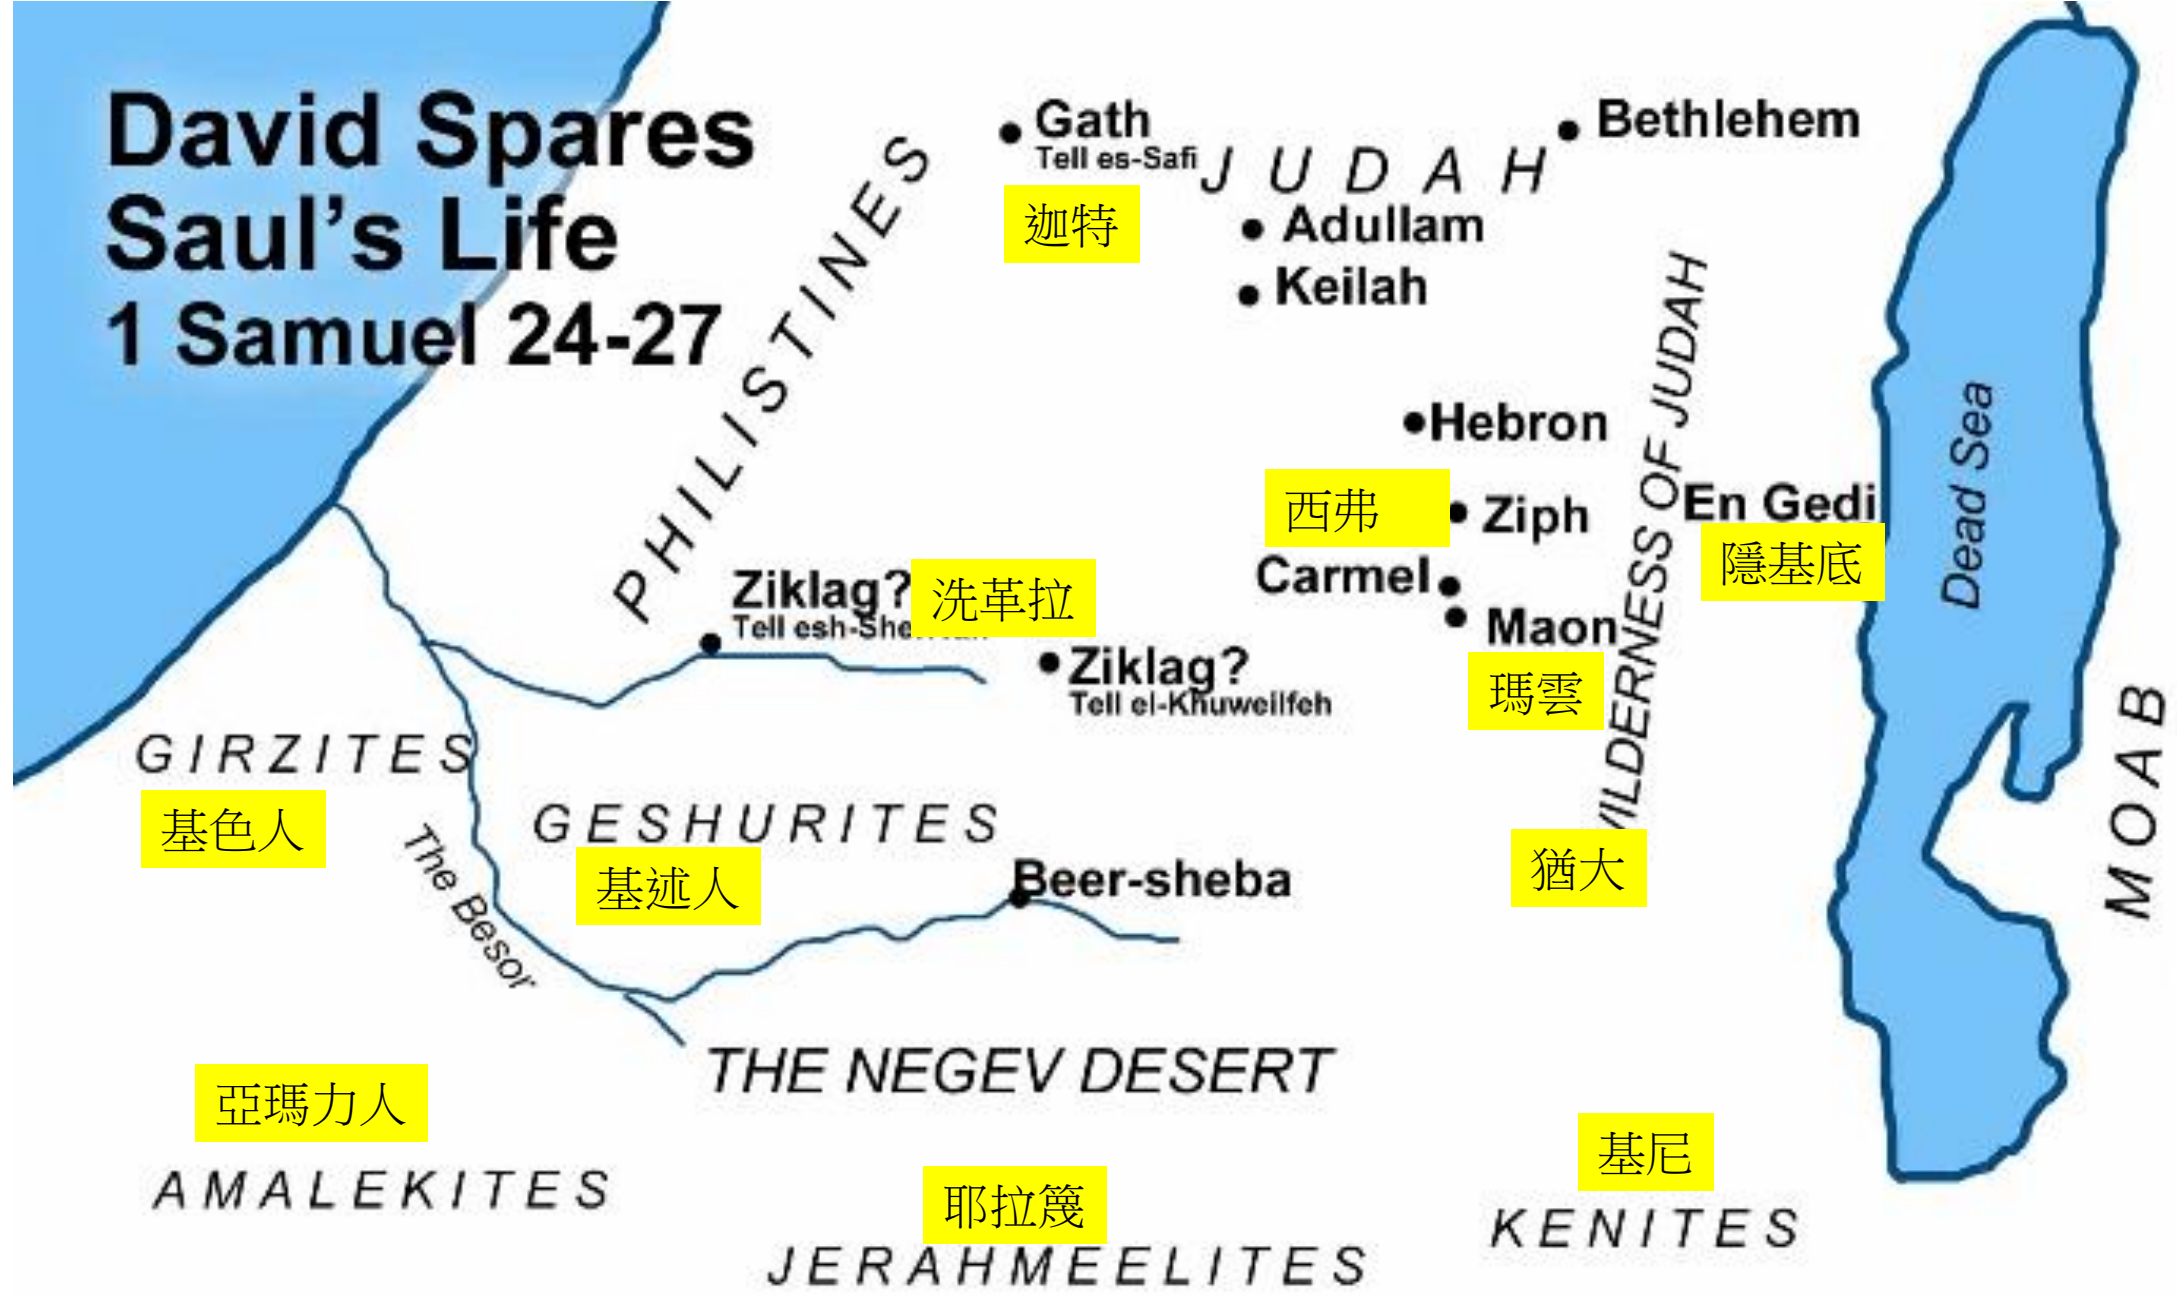 David Spares
Saul's Life
1 Samuel 24-27
PHILISTINES
Gath
Tell es-Safi
迦特
JUDAH
Bethlehem
Adullam
Keilah
Hebron
西弗
Ziph
Carmel
Maon
瑪雲
En Gedi
隱基底
Dead Sea
OF JUDAH
猶大
MOAB
Ziklag?
洗革拉
Tell
Ziklag?
Tell el-Khuweilfeh
GIRZITES
基色人
The Besor
GESHURITES
基述人
Beer-sheba
THE NEGEV DESERT
亞瑪力人
AMALEKITES
耶拉篾
JERAHMEELITES
基尼
KENITES